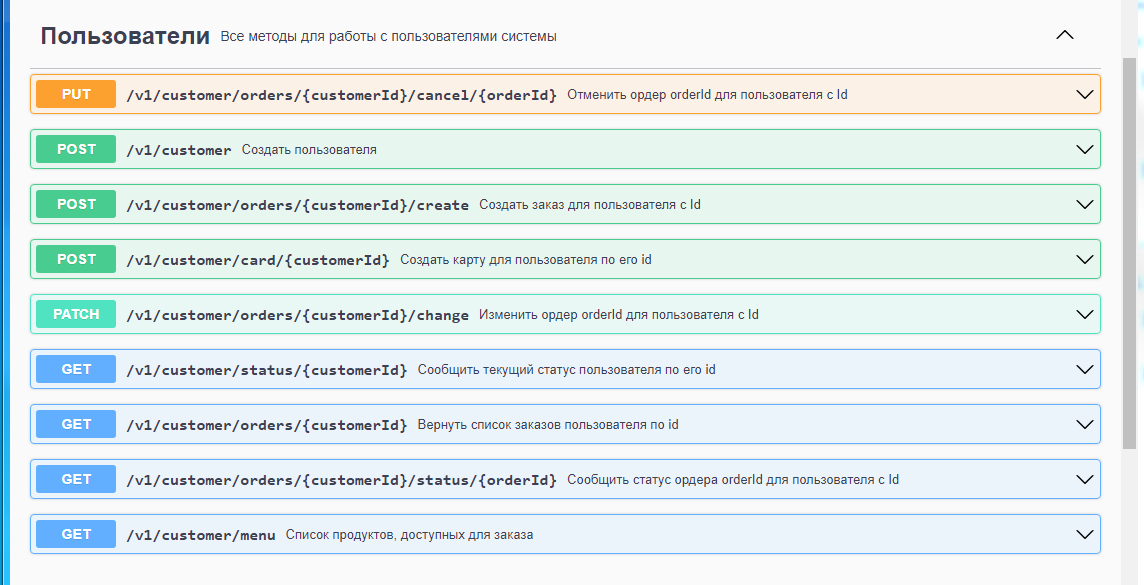 Пользователи Все методы для работы с пользователями системы
PUT /v1/customer/orders/{customerId}/cancel/{orderId} Отменить ордер orderId для пользователя с Id
POST /v1/customer Создать пользователя
POST /v1/customer/orders/{customerId}/create Создать заказ для пользователя с Id
POST /v1/customer/card/{customerId} Создать карту для пользователя по его id
PATCH /v1/customer/orders/{customerId}/change Изменить ордер orderId для пользователя с Id
GET /v1/customer/status/{customerId} Сообщить текущий статус пользователя по его id
GET /v1/customer/orders/{customerId} Вернуть список заказов пользователя по id
GET /v1/customer/orders/{customerId}/status/{orderId} Сообщить статус ордера orderId для пользователя с Id
GET /v1/customer/menu Список продуктов, доступных для заказа